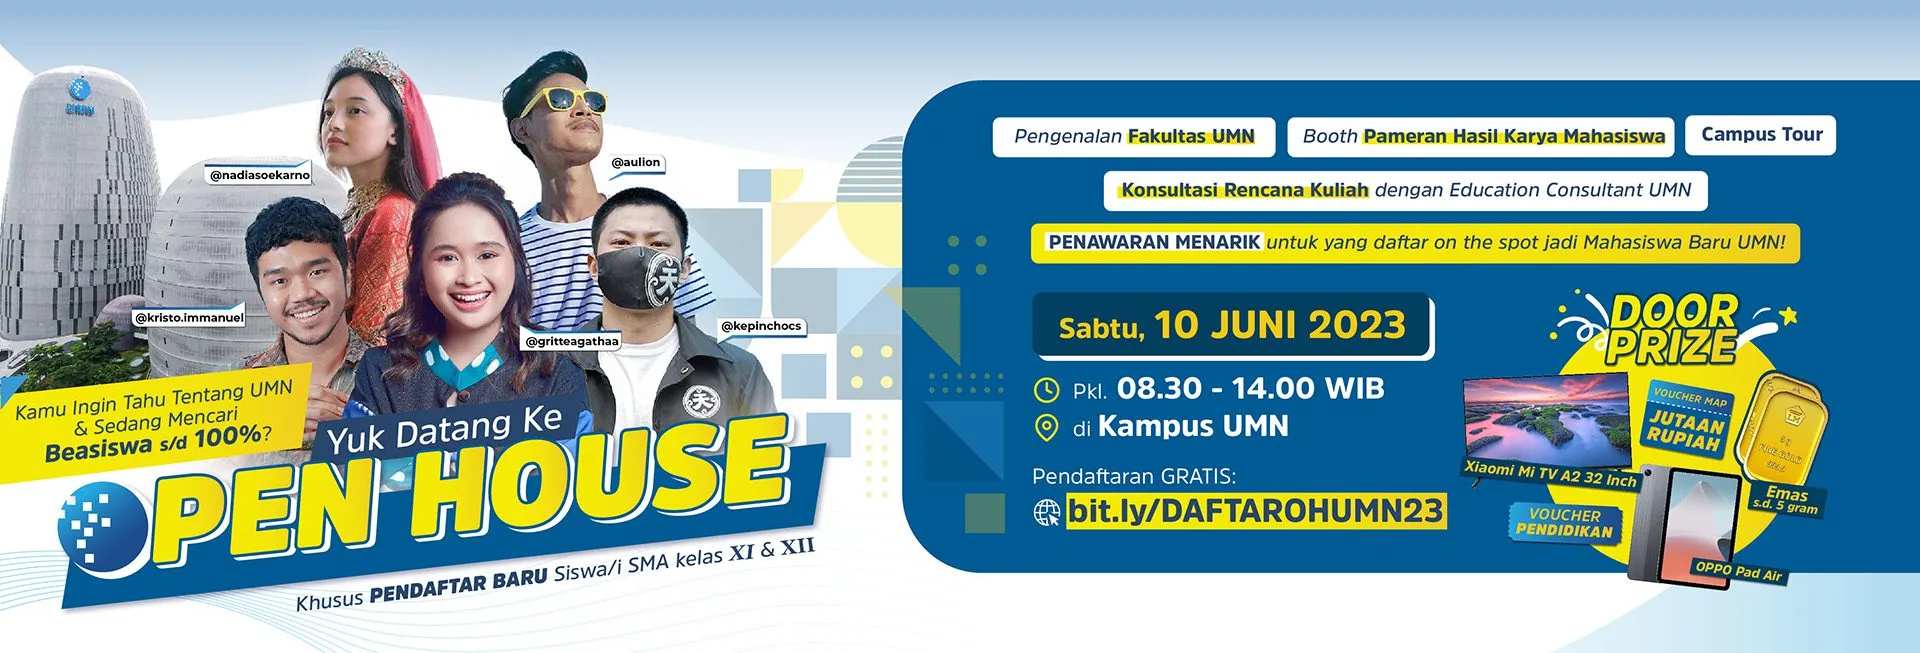 UMN
@nadiasoekarno
@aulion
@kristo.immanuel
@gritteagathaa
@kepinchocs
Kamu Ingin Tahu Tentang UMN
& Sedang Mencari
Beasiswa s/d 100%?
Yuk Datang Ke
OPEN HOUSE
Khusus PENDAFTAR BARU Siswa/i SMA kelas XI & XII
Pengenalan Fakultas UMN
Booth Pameran Hasil Karya Mahasiswa
Campus Tour
Konsultasi Rencana Kuliah dengan Education Consultant UMN
PENAWARAN MENARIK untuk yang daftar on the spot jadi Mahasiswa Baru UMN!
Sabtu, 10 JUNI 2023
Pkl. 08.30 - 14.00 WIB
di Kampus UMN
Pendaftaran GRATIS:
bit.ly/DAFTAROHUMN23
DOOR
PRIZE
Xiaomi Mi TV A2 32 Inch
VOUCHER MAP
JUTAAN
RUPIAH
5g
FINE GOLD
999.9
Emas
s.d. 5 gram
VOUCHER
PENDIDIKAN
OPPO Pad Air